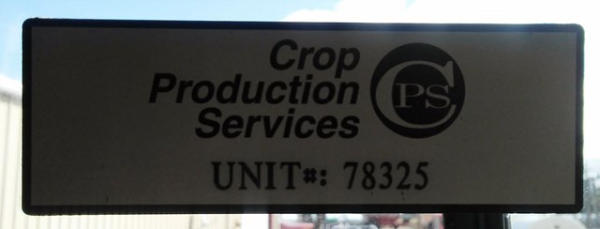 Crop
Production
Services
CPS
UNIT#: 78325